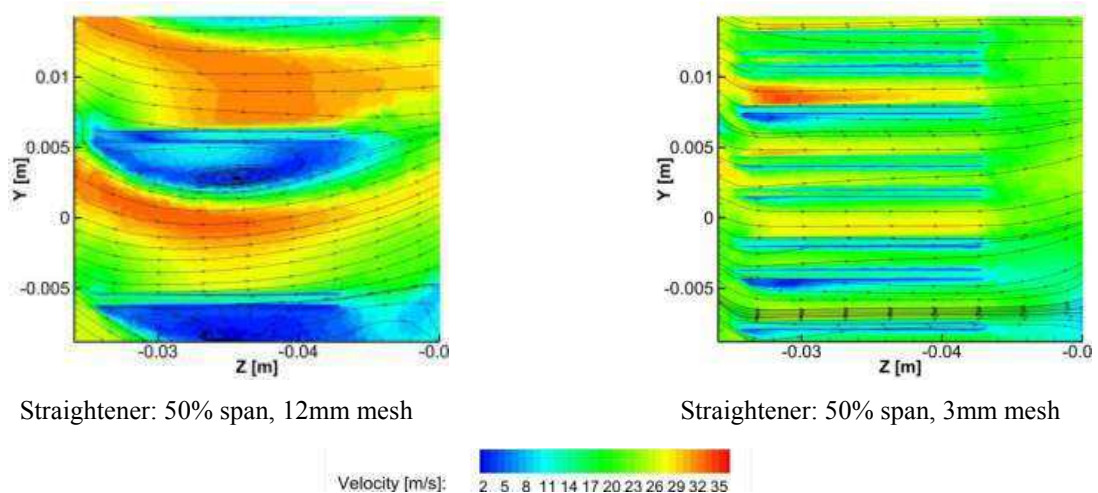 0.01
0.005
0
-0.005
Y [m]
-0.03
-0.04
-0.0
Z [m]
0.01
0.005
0
-0.005
Y [m]
-0.03
-0.04
-0.0
Z [m]
Straightener: 50% span, 12mm mesh
Straightener: 50% span, 3mm mesh
Velocity [m/s]: 2 5 8 11 14 17 20 23 26 29 32 35